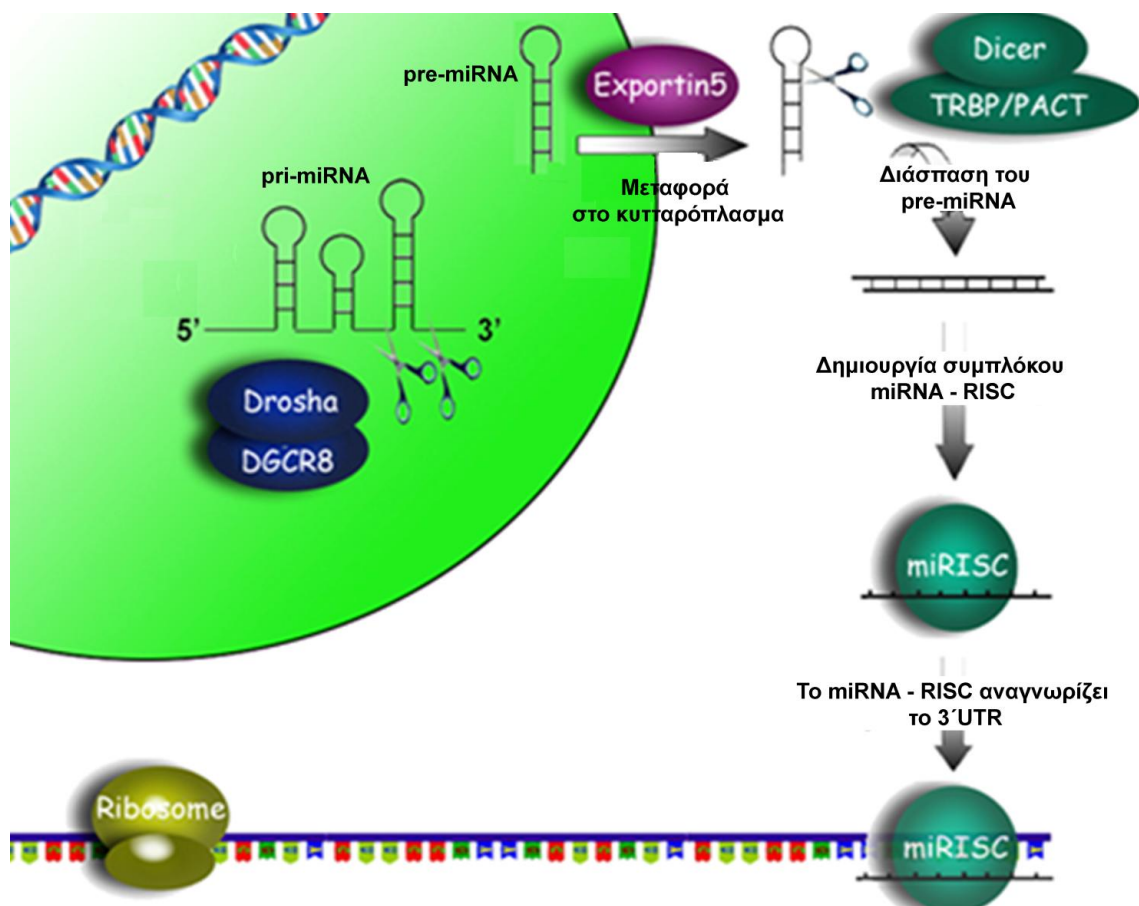 pre-miRNA
Exportin5
Dicer
TRBP/PACT
Μεταφορά
στο κυτταρόπλασμα
Διάσπαση του
pre-miRNA
pri-miRNA
5’
3’
Drosha
DGCR8
Δημιουργία συμπλόκου
miRNA - RISC
miRISC
Το miRNA - RISC αναγνωρίζει
το 3´UTR
Ribosome
miRISC